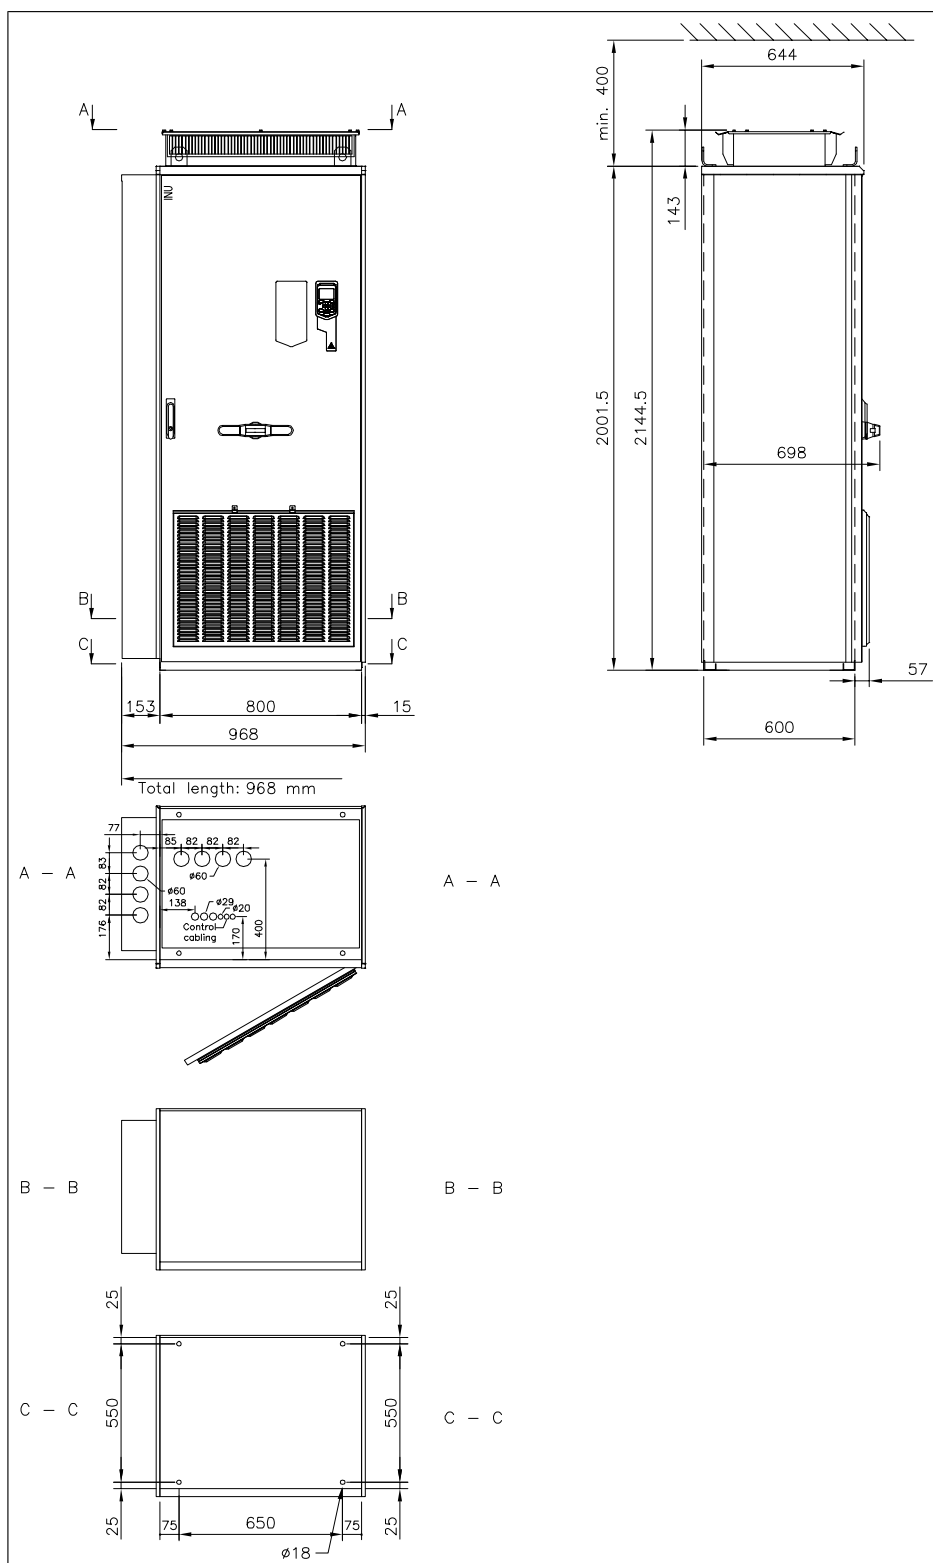 644
min. 400
A A
INU
143
2001.5
2144.5
698
B B
C C
57
153 800 15
600
968
Total length: 968 mm
77
85 82 82 82
A - A
A - A
83
ø60
82
ø60
138
ø29
82
ø20
176
Control
cabling
170
400
B - B
B - B
25 25
C - C
550 550
C - C
25 25
75 650 75
ø18